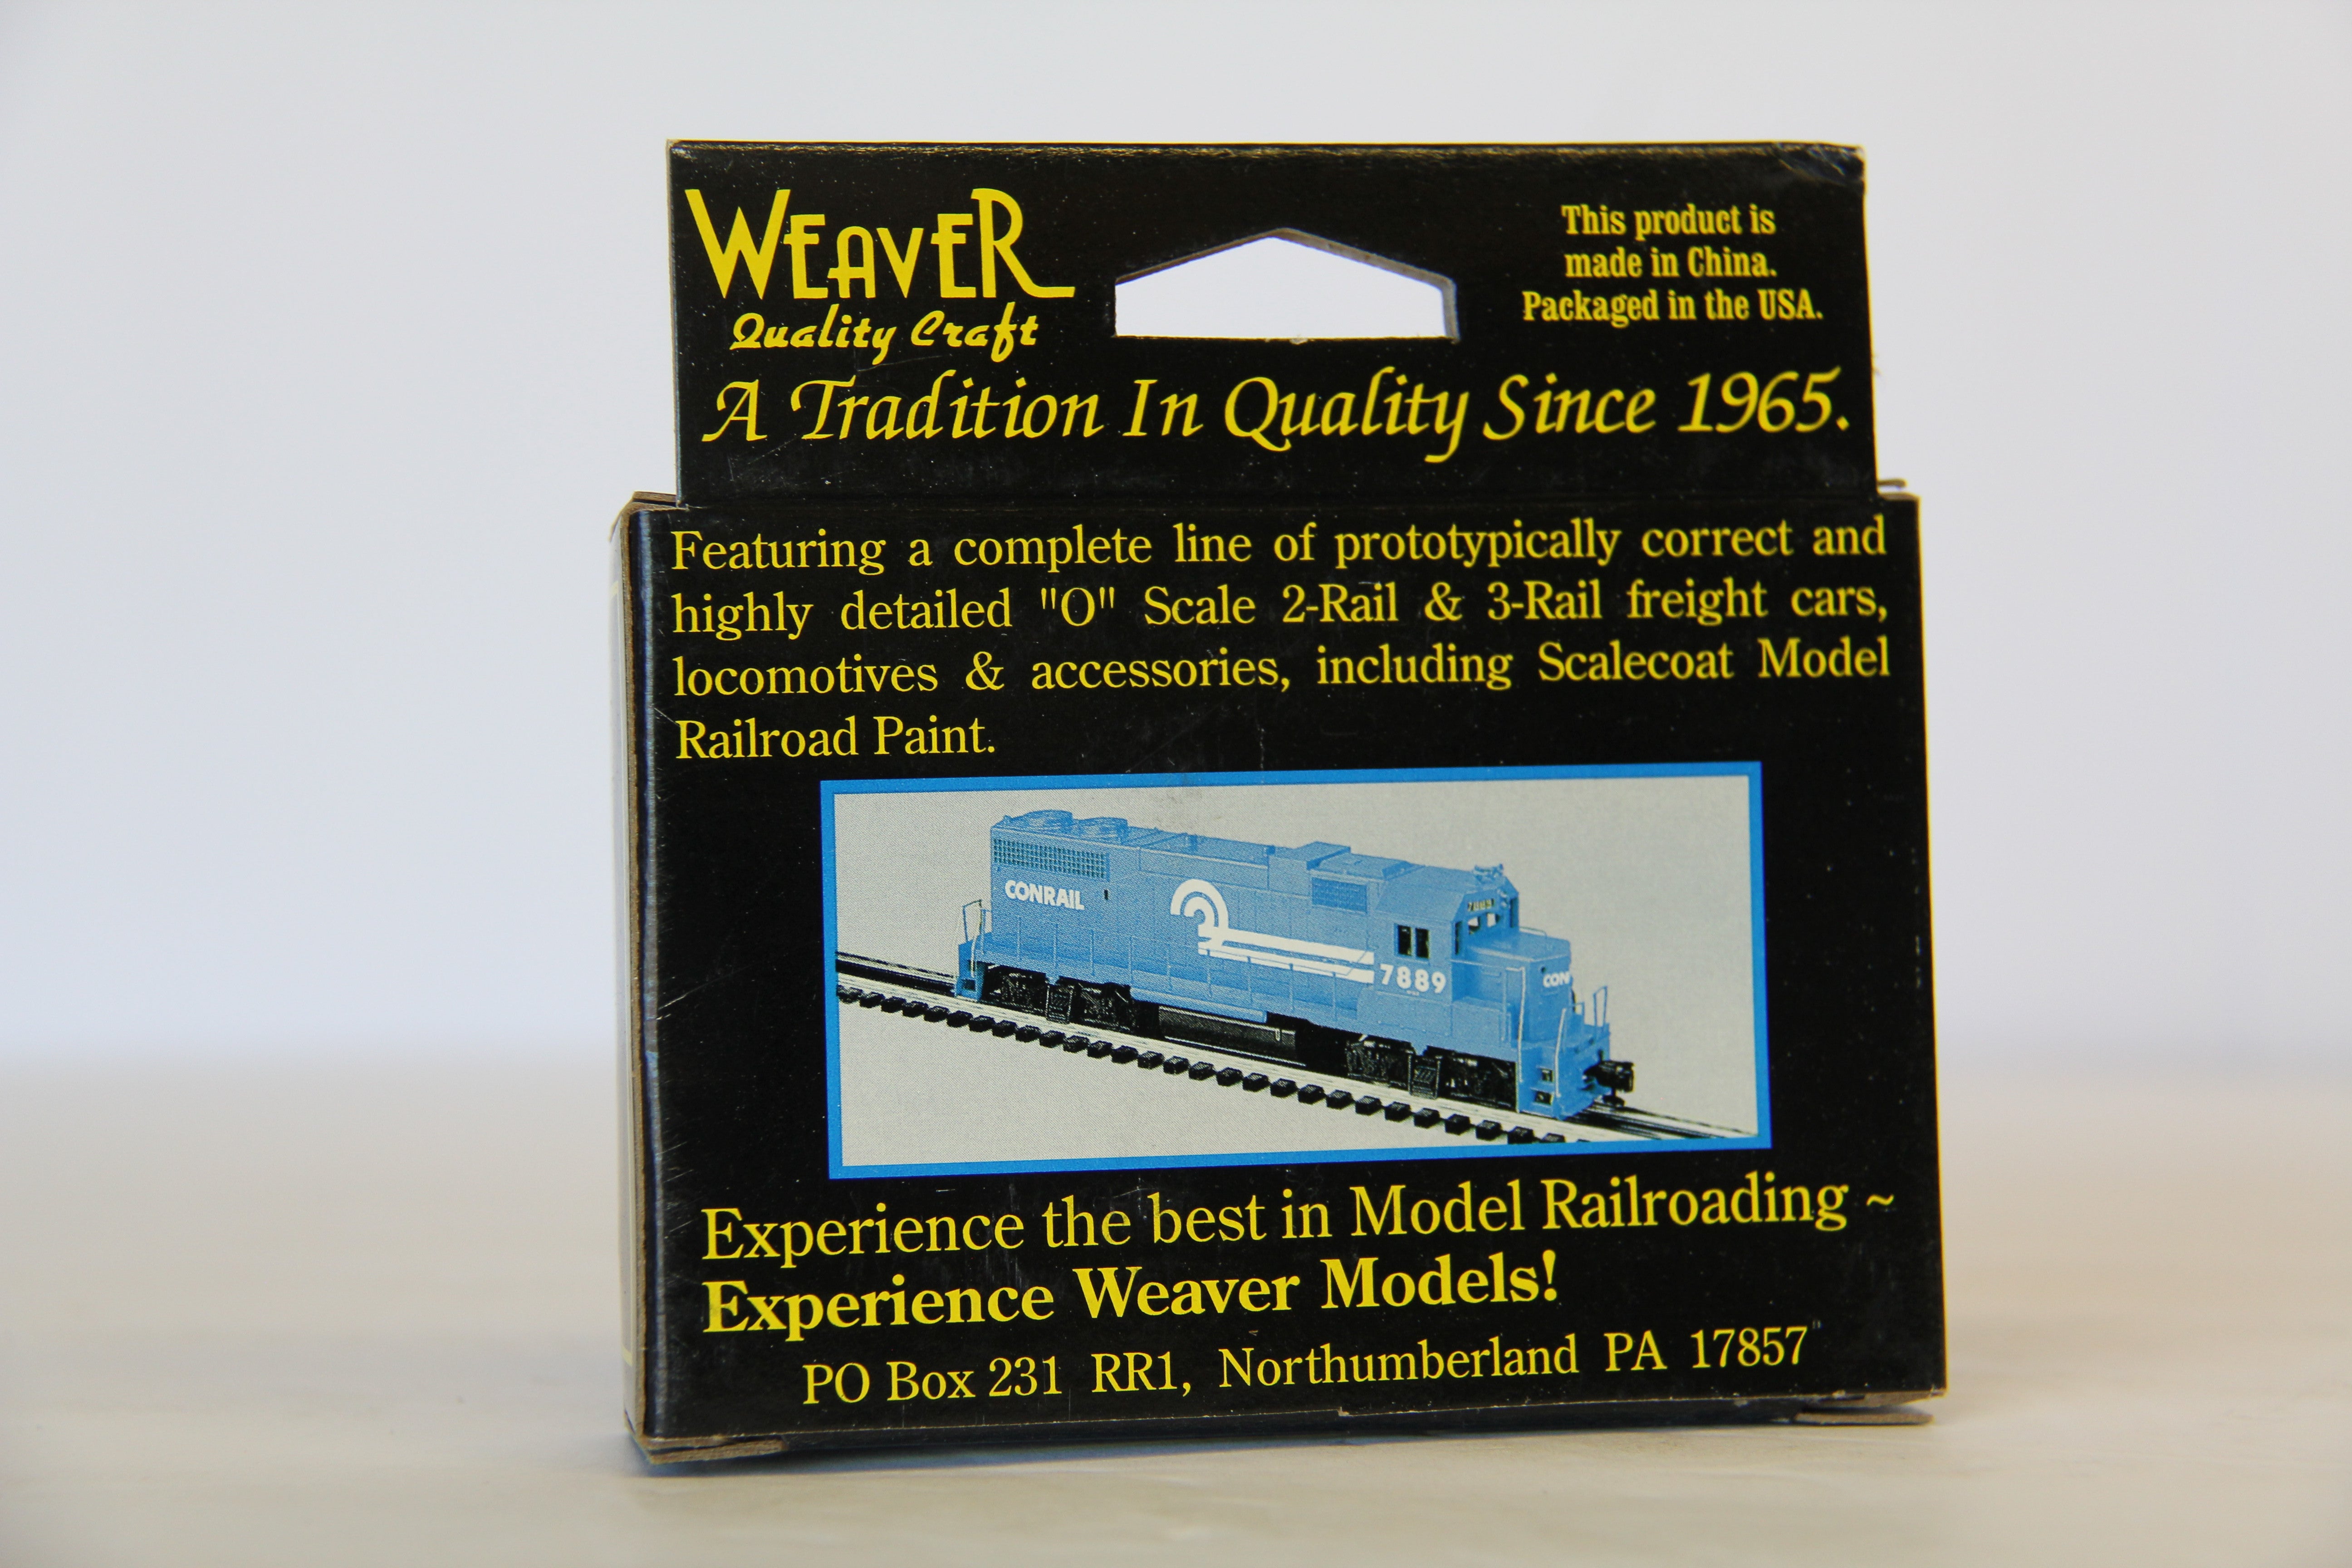 WEAVER
Quality Craft
This product is
made in China.
Packaged in the USA.
A Tradition In Quality Since 1965.
Featuring a complete line of prototypically correct and
highly detailed "O" Scale 2-Rail & 3-Rail freight cars,
locomotives & accessories, including Scalecoat Model
Railroad Paint.
CONRAIL
7889
CON
Experience the best in Model Railroading ~
Experience Weaver Models!
PO Box 231 RR1, Northumberland PA 17857